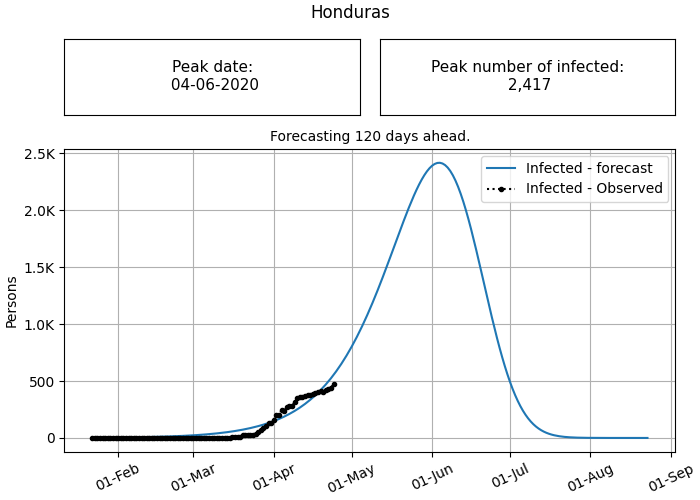 Honduras
Peak date:
04-06-2020
Peak number of infected:
2,417
Forecasting 120 days ahead.
2.5K
2.0K
1.5K
1.0K
500
0
Persons
Infected - forecast
Infected - Observed
01-Feb
01-Mar
01-Apr
01-May
01-Jun
01-Jul
01-Aug
01-Sep